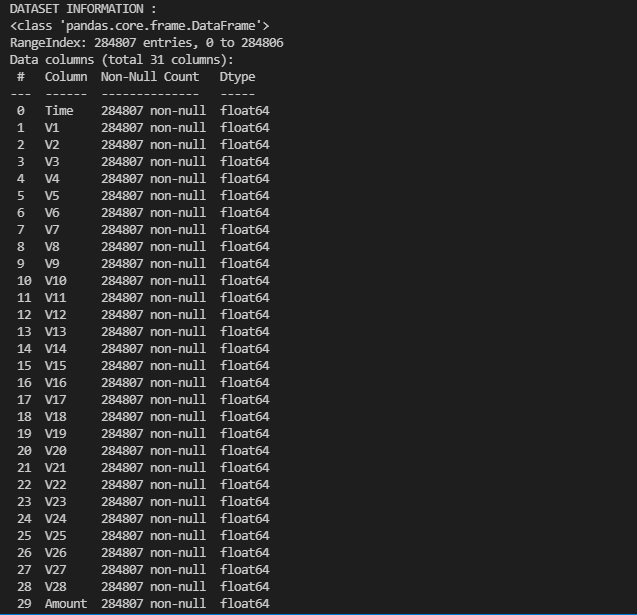 DATASET INFORMATION :
<class 'pandas.core.frame.DataFrame'>
RangeIndex: 284807 entries, 0 to 284806
Data columns (total 31 columns):
 #   Column  Non-Null Count   Dtype
---  ------  --------------   -----
 0   Time    284807 non-null  float64
 1   V1      284807 non-null  float64
 2   V2      284807 non-null  float64
 3   V3      284807 non-null  float64
 4   V4      284807 non-null  float64
 5   V5      284807 non-null  float64
 6   V6      284807 non-null  float64
 7   V7      284807 non-null  float64
 8   V8      284807 non-null  float64
 9   V9      284807 non-null  float64
 10  V10     284807 non-null  float64
 11  V11     284807 non-null  float64
 12  V12     284807 non-null  float64
 13  V13     284807 non-null  float64
 14  V14     284807 non-null  float64
 15  V15     284807 non-null  float64
 16  V16     284807 non-null  float64
 17  V17     284807 non-null  float64
 18  V18     284807 non-null  float64
 19  V19     284807 non-null  float64
 20  V20     284807 non-null  float64
 21  V21     284807 non-null  float64
 22  V22     284807 non-null  float64
 23  V23     284807 non-null  float64
 24  V24     284807 non-null  float64
 25  V25     284807 non-null  float64
 26  V26     284807 non-null  float64
 27  V27     284807 non-null  float64
 28  V28     284807 non-null  float64
 29  Amount  284807 non-null  float64